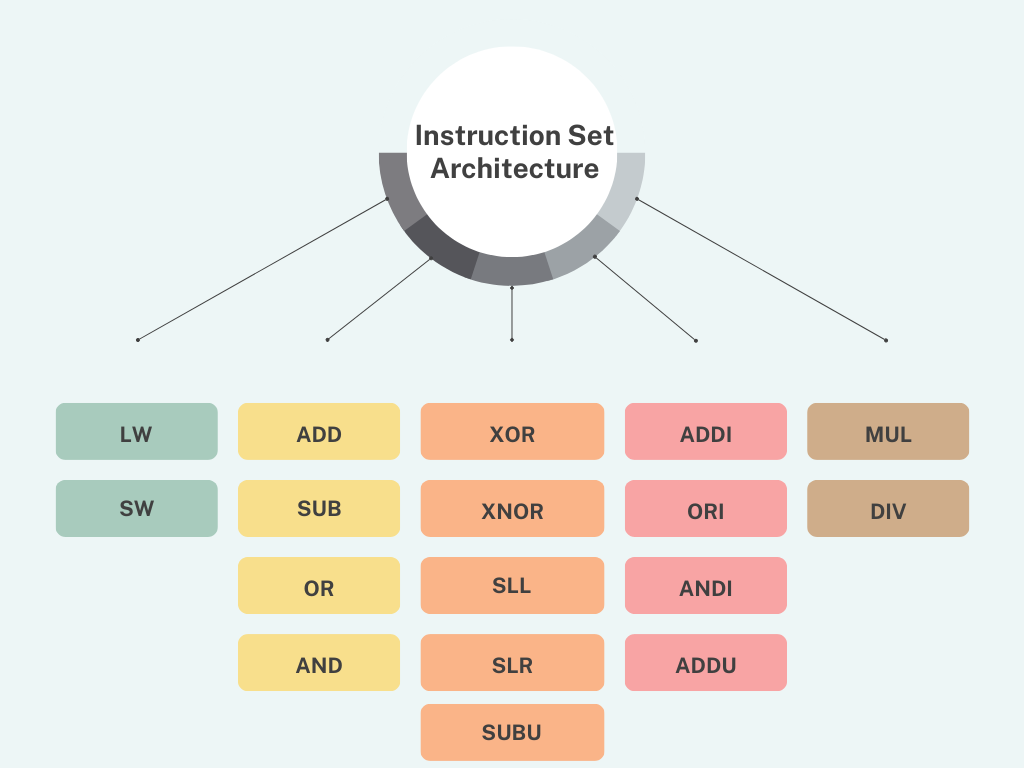 Instruction Set
Architecture
LW
ADD
XOR
ADDI
MUL
SW
SUB
XNOR
ORI
DIV
OR
SLL
ANDI
AND
SLR
ADDU
SUBU